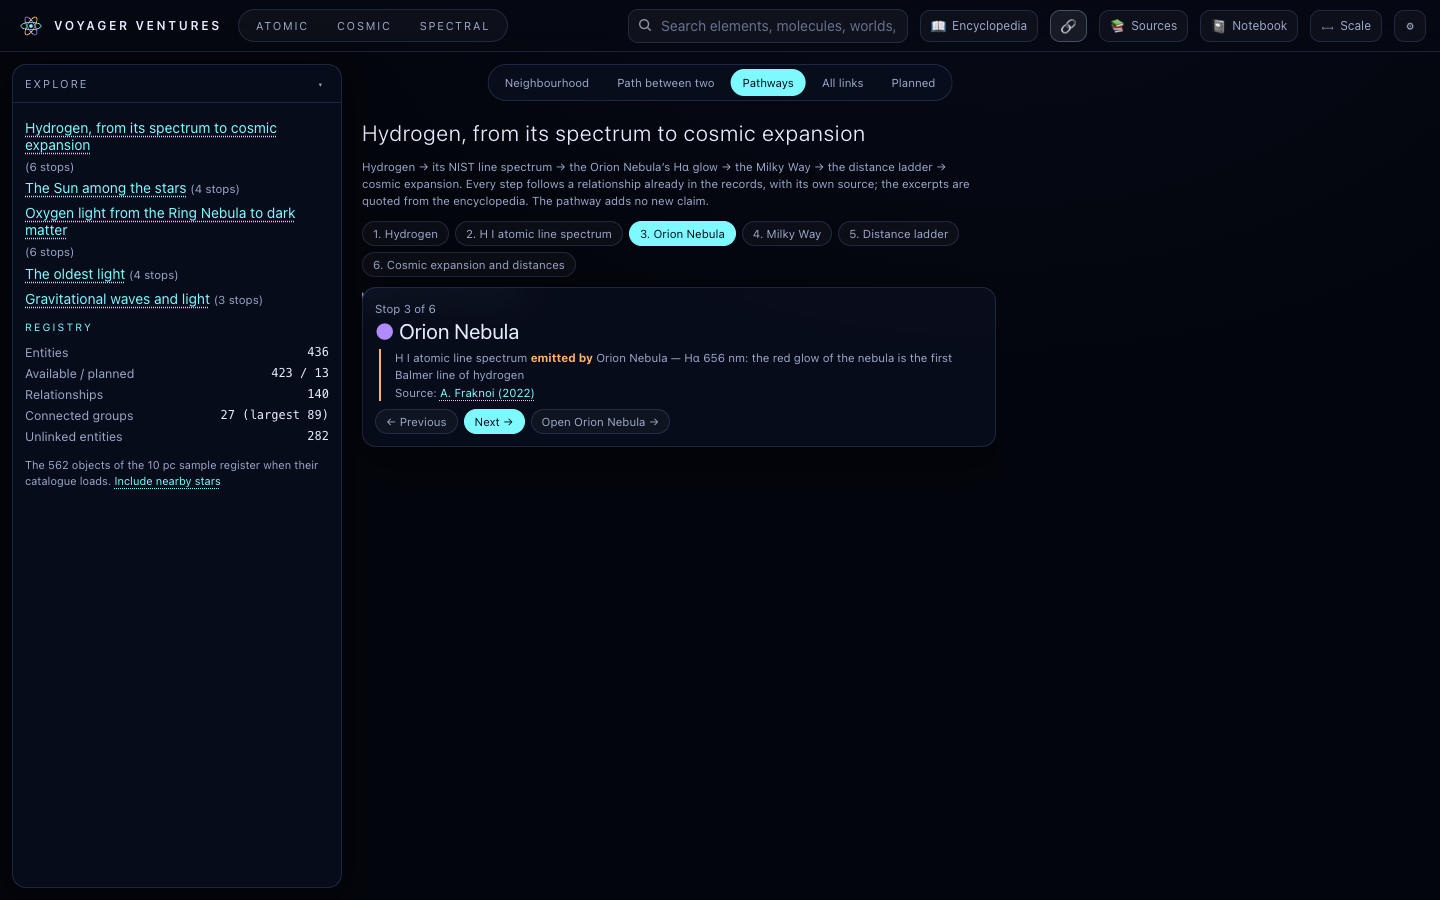 VOYAGER VENTURES
ATOMIC COSMIC SPECTRAL
Search elements, molecules, worlds,
Encyclopedia
Sources
Notebook
Scale
EXPLORE
Hydrogen, from its spectrum to cosmic
expansion
(6 stops)
The Sun among the stars (4 stops)
Oxygen light from the Ring Nebula to dark
matter
(6 stops)
The oldest light (4 stops)
Gravitational waves and light (3 stops)
REGISTRY
Entities 436
Available / planned 423 / 13
Relationships 140
Connected groups 27 (largest 89)
Unlinked entities 282
The 562 objects of the 10 pc sample register when their
catalogue loads. Include nearby stars
Neighbourhood Path between two Pathways All links Planned
Hydrogen, from its spectrum to cosmic expansion
Hydrogen → its NIST line spectrum → the Orion Nebula's Hα glow → the Milky Way → the distance ladder →
cosmic expansion. Every step follows a relationship already in the records, with its own source; the excerpts are
quoted from the encyclopedia. The pathway adds no new claim.
1. Hydrogen 2. H I atomic line spectrum 3. Orion Nebula 4. Milky Way 5. Distance ladder
6. Cosmic expansion and distances
Stop 3 of 6
Orion Nebula
H I atomic line spectrum emitted by Orion Nebula — Hα 656 nm: the red glow of the nebula is the first
Balmer line of hydrogen
Source: A. Fraknoi (2022)
← Previous Next → Open Orion Nebula →